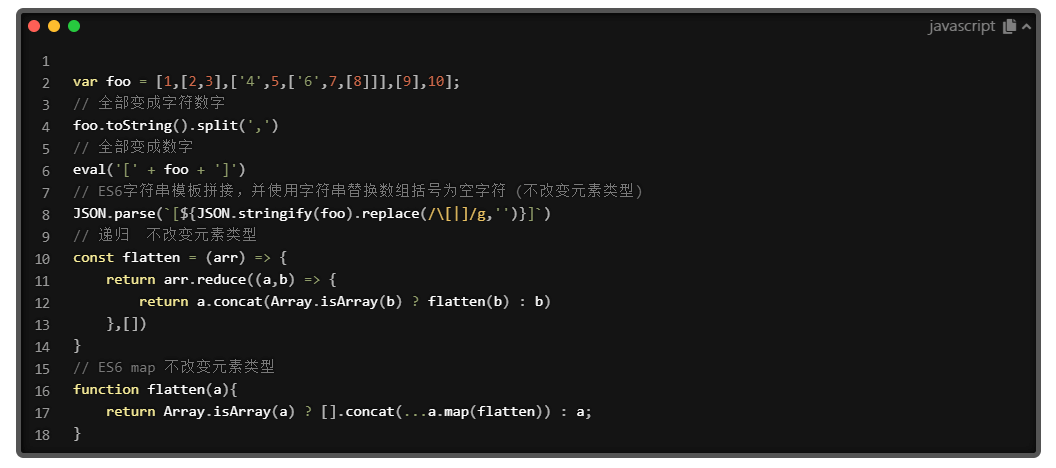 javascript
1
2 var foo = [1,[2,3],['4',5,['6',7,[8]]],[9],10];
3 // 全部变成字符数字
4 foo.toString().split(',')
5 // 全部变成数字
6 eval('[' + foo + ']')
7 // ES6字符串模板拼接，并使用字符串替换数组括号为空字符 (不改变元素类型)
8 JSON.parse(`[${JSON.stringify(foo).replace(/\[|]/g,'')}]`)
9 // 递归  不改变元素类型
10 const flatten = (arr) => {
11     return arr.reduce((a,b) => {
12         return a.concat(Array.isArray(b) ? flatten(b) : b)
13     },[])
14 }
15 // ES6 map 不改变元素类型
16 function flatten(a){
17     return Array.isArray(a) ? [].concat(...a.map(flatten)) : a;
18 }